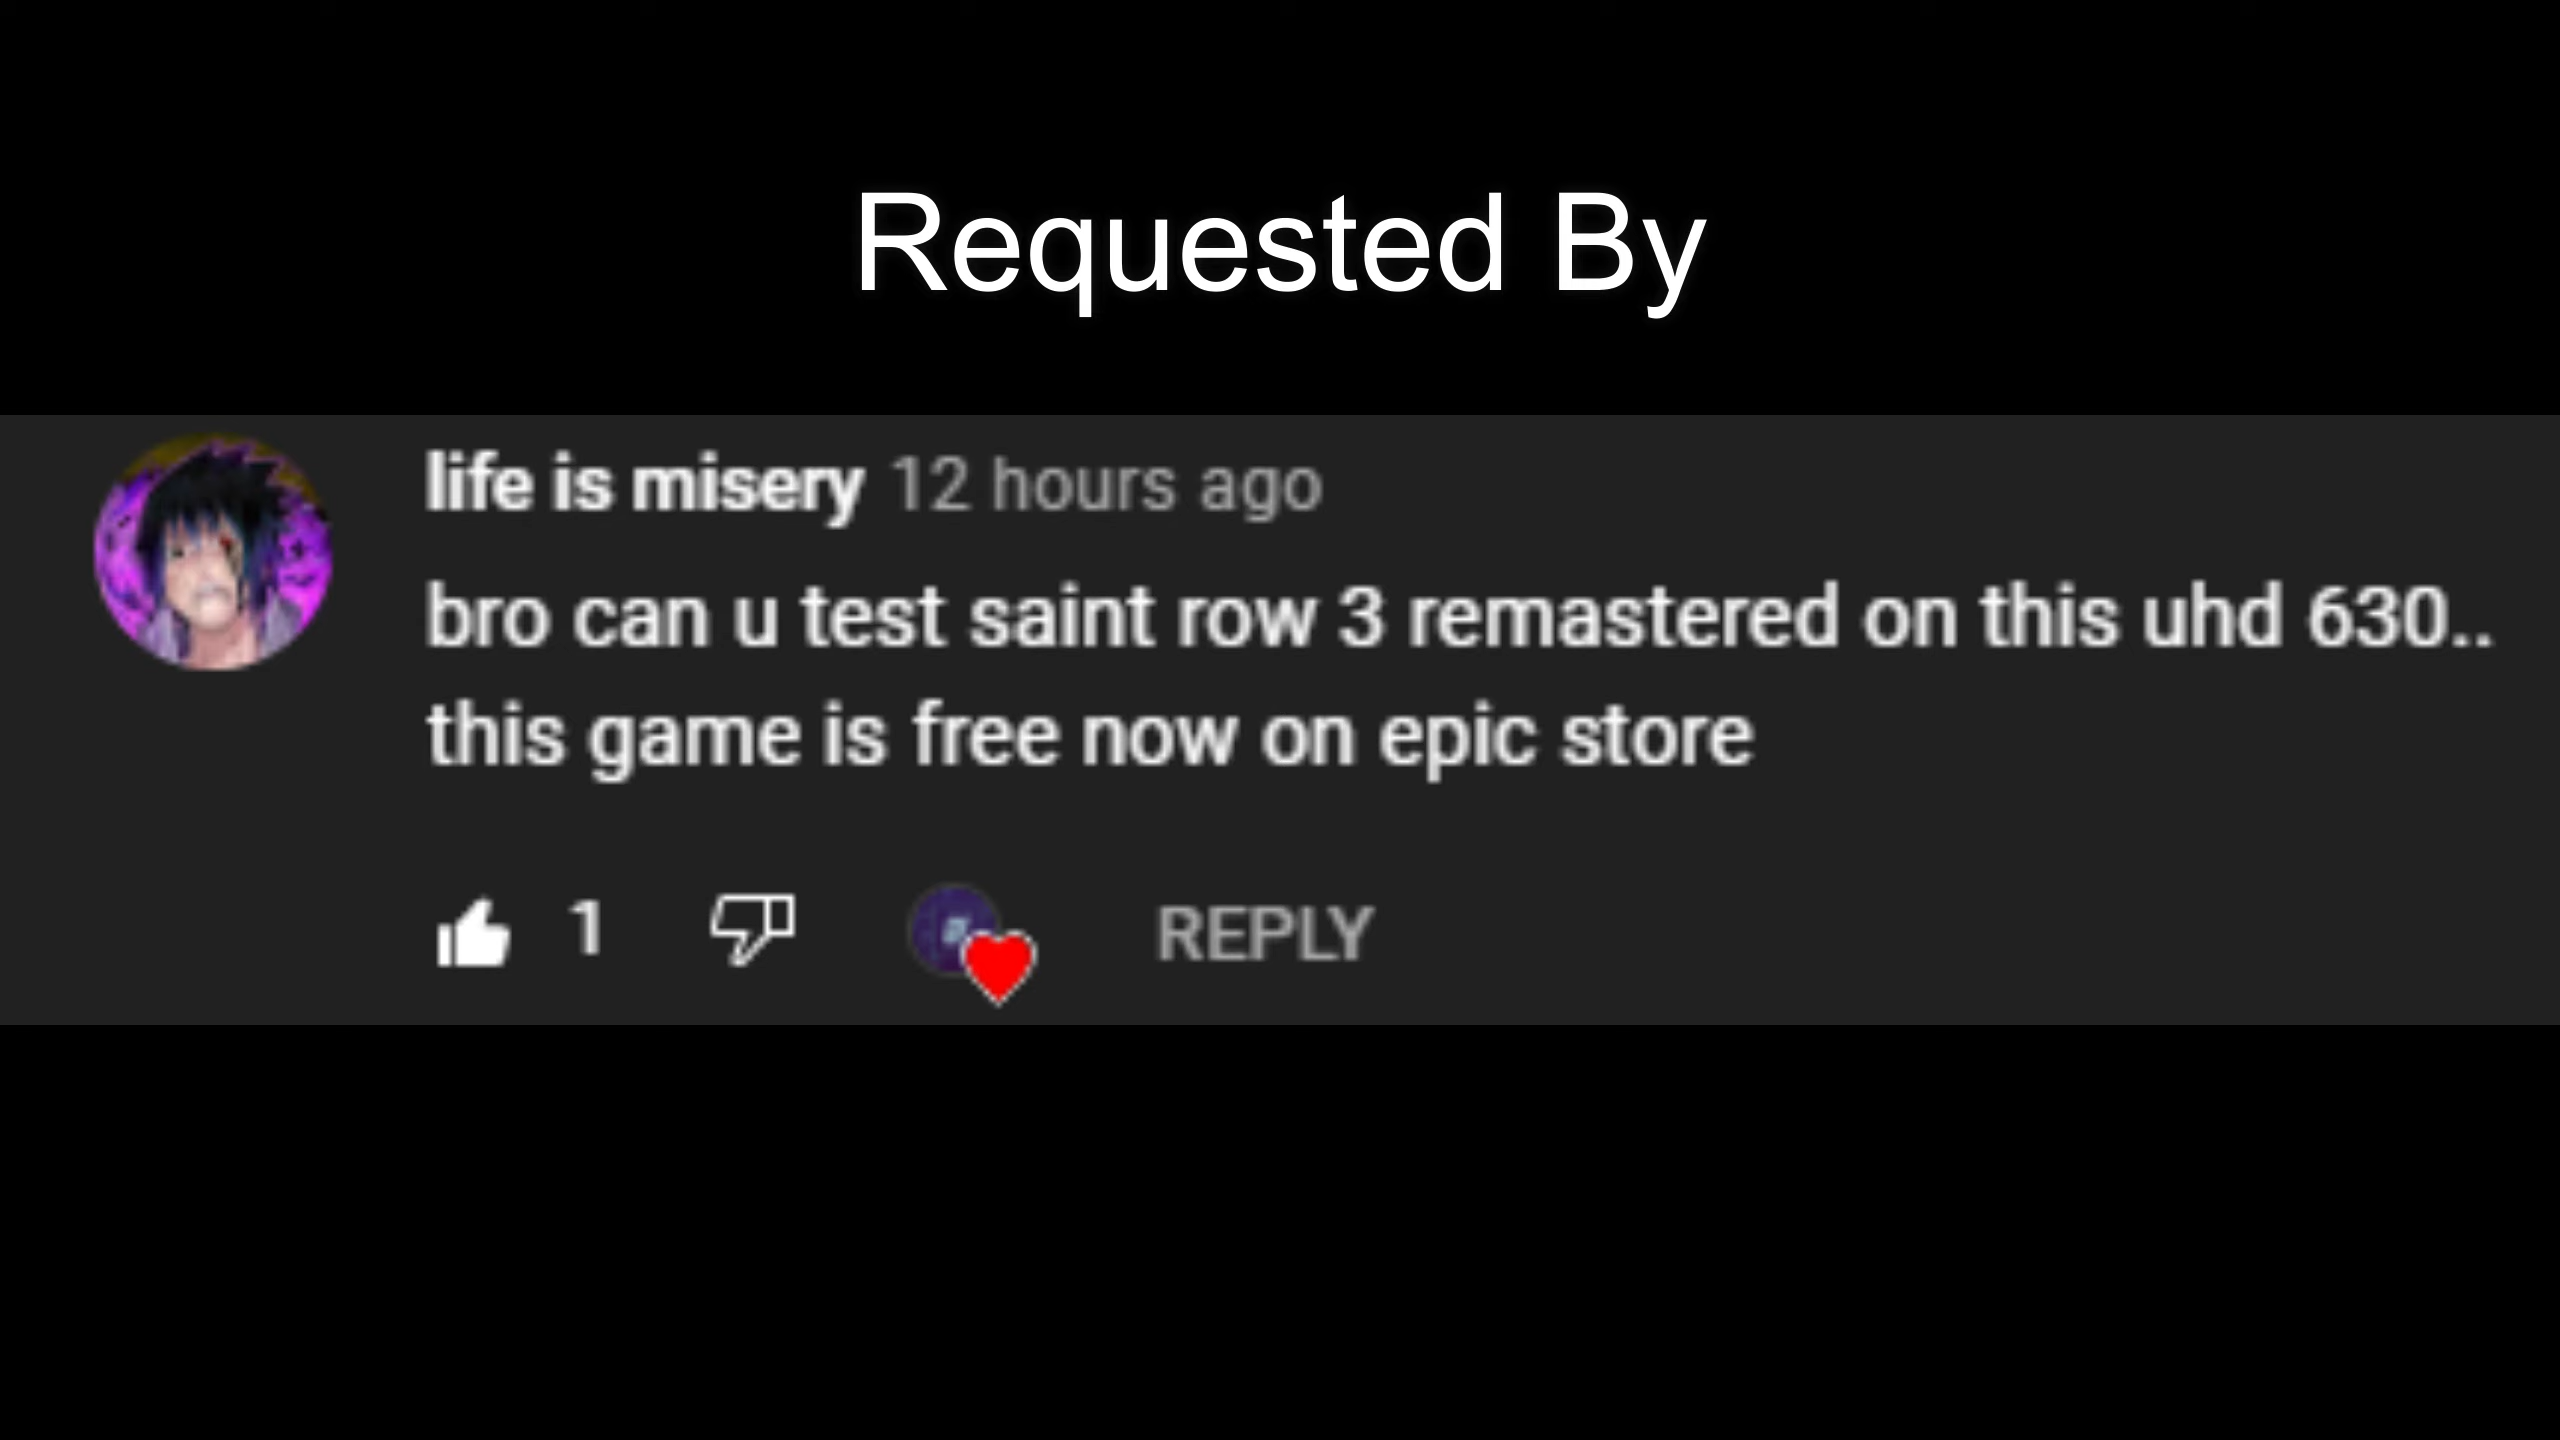 Requested By
life is misery 12 hours ago
bro can u test saint row 3 remastered on this uhd 630..
this game is free now on epic store
1 REPLY